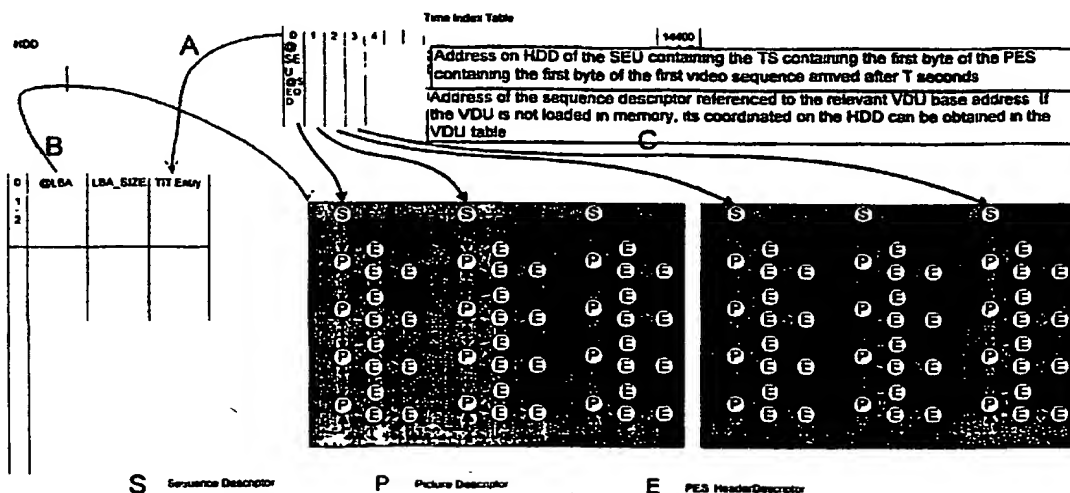 Time Index Table
HDD
A
0 1 2 3 4
14400
@SEU
Address on HDD of the SEU containing the TS containing the first byte of the PES
containing the first byte of the first video sequence arrived after T seconds
Address of the sequence descriptor referenced to the relevant VDU base address If
the VDU is not loaded in memory, its coordinated on the HDD can be obtained in the
VDU table
B
C
0 @LBA LBA_SIZE TIT Entry
1
2
S S S S S S
E E E E E E
P E E P E E P E E P E E P E E P E E
E E E E E E
P E E P E E P E E P E E P E E P E E
E E E E E E
P E E P E E P E E P E E P E E P E E
E E E E E E
P E E P E E P E E P E E P E E P E E
S Sequence Descriptor P Picture Descriptor E PES HeaderDescriptor